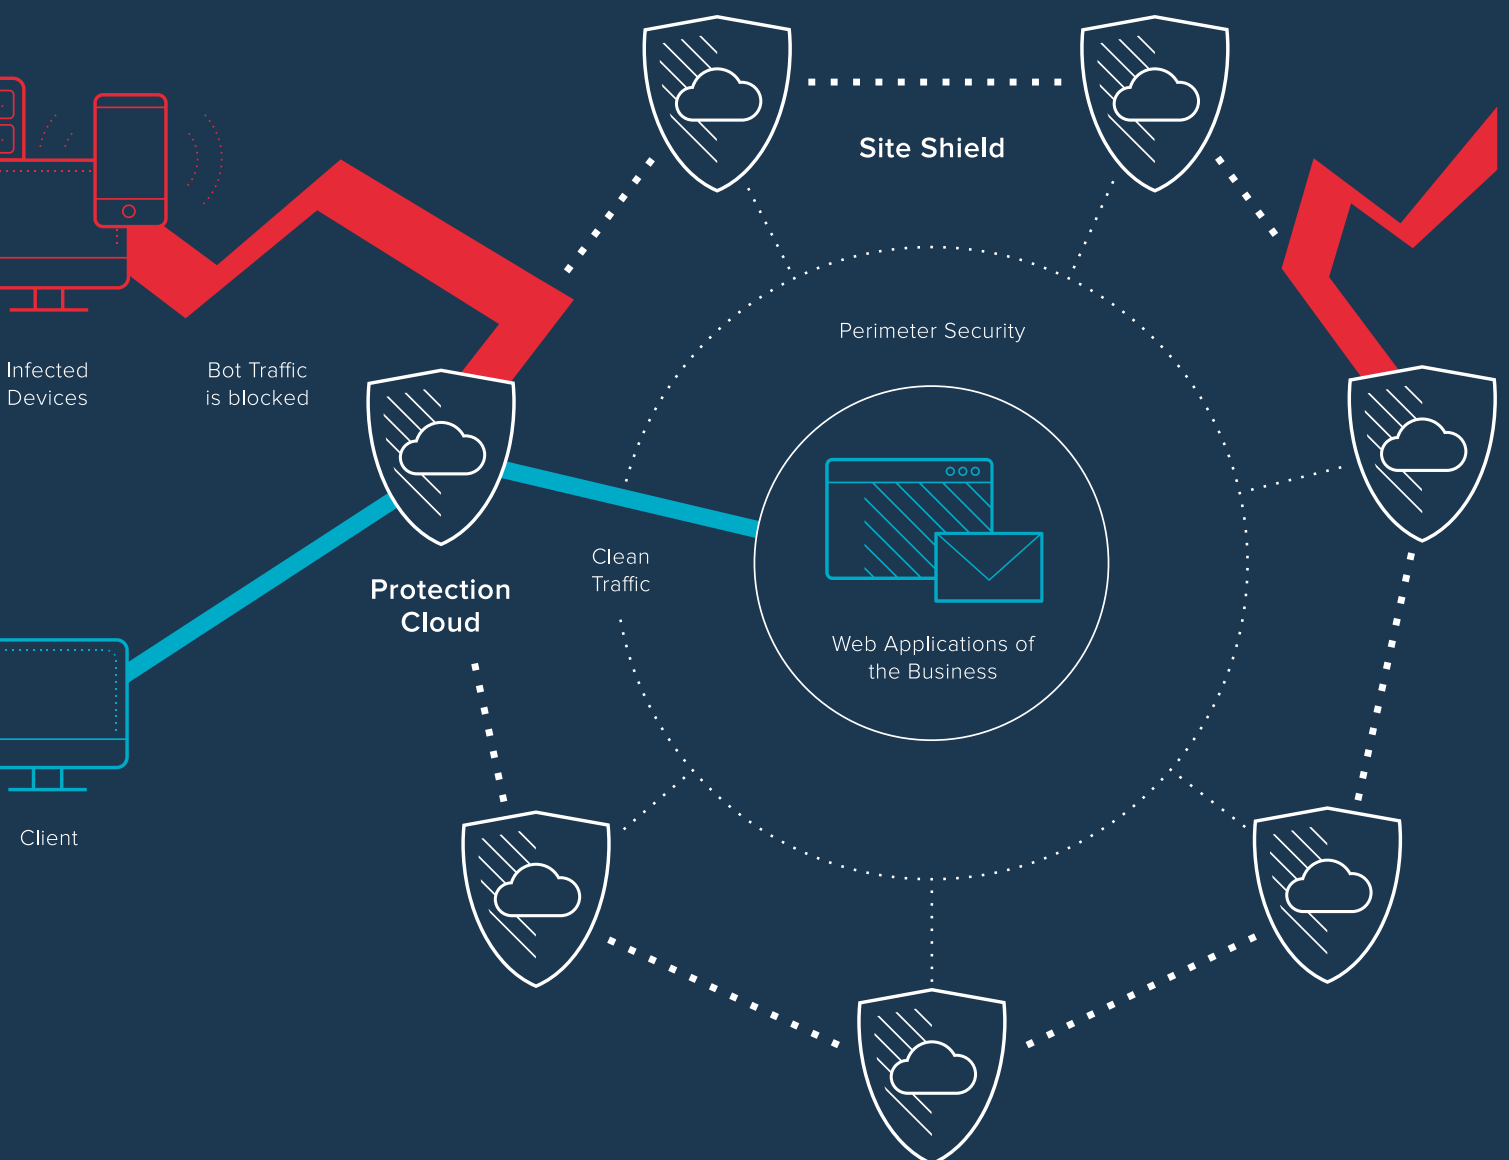 Site Shield
Perimeter Security
Infected
Devices
Bot Traffic
is blocked
Clean
Traffic
Protection
Cloud
Web Applications of
the Business
Client